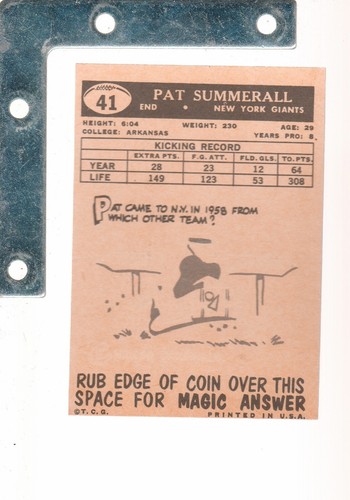 41
PAT SUMMERALL
END • NEW YORK GIANTS
HEIGHT: 6:04 WEIGHT: 230 AGE: 29
COLLEGE: ARKANSAS YEARS PRO: 8
KICKING RECORD
EXTRA PTS. F.G. ATT. FLD. GLS. TO. PTS.
YEAR 28 23 12 64
LIFE 149 123 53 308
PAT CAME TO N.Y. IN 1958 FROM
WHICH OTHER TEAM?
RUB EDGE OF COIN OVER THIS
SPACE FOR MAGIC ANSWER
©T.C.G. PRINTED IN U.S.A.